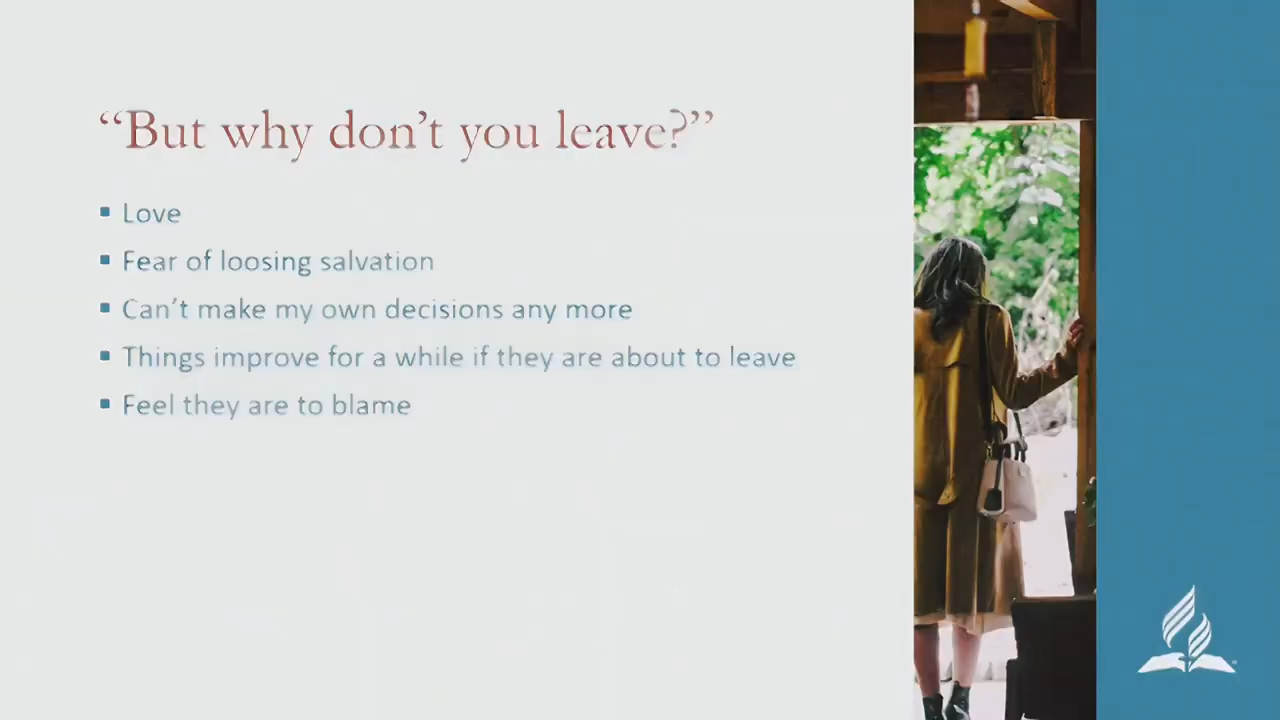 “But why don’t you leave?”
▪ Love
▪ Fear of loosing salvation
▪ Can’t make my own decisions any more
▪ Things improve for a while if they are about to leave
▪ Feel they are to blame